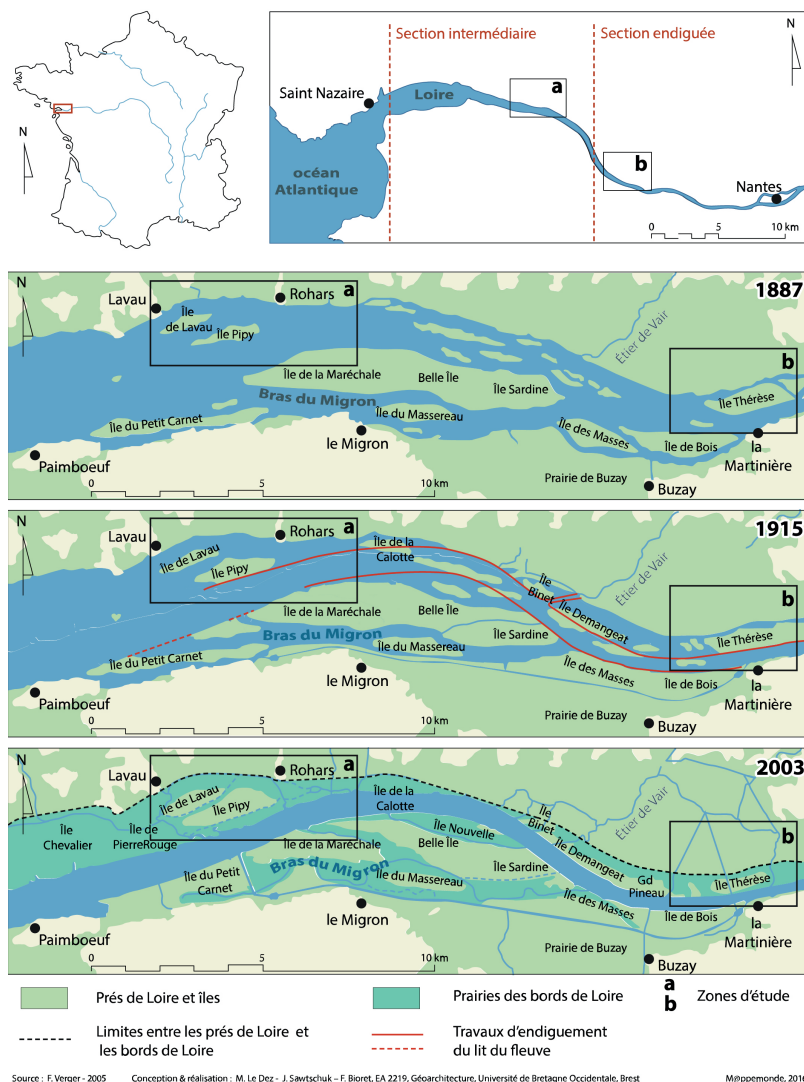 Section intermédiaire
Section endiguée
N
N
a
Saint Nazaire
Loire
b
océan
Atlantique
Nantes
0 10 km
N
Lavau
Rohars
a
1887
Île
de Lavau
Île Pipy
Étier de Vair
b
Île de la Maréchale
Belle Île
Île Sardine
Île Thérèse
Bras du Migron
Île du Petit Carnet
Île du Massereau
Île des Masses
Île de Bois
la
Martinière
le Migron
Paimboeuf
Prairie de Buzay
Buzay
0 5 10 km
N
Lavau
Rohars
a
1915
Île de la
Calotte
Île de Lavau
Île Pipy
Île
Binet
Étier de Vair
b
Île Demangeat
Île de la Maréchale
Belle Île
Île Thérèse
Bras du Migron
Île Sardine
Île du Massereau
Île du Petit Carnet
Île des Masses
Île de Bois
la
Martinière
le Migron
Paimboeuf
Prairie de Buzay
Buzay
0 5 10 km
N
Lavau
Rohars
a
2003
Île de la
Calotte
Île de Lavau
Île Pipy
Île
Binet
Étier de Vair
b
Île
Chevalier
Île de
PierreRouge
Île Nouvelle
Île de la Maréchale
Belle Île
Île Demangeat
Île du Petit
Carnet
Bras du Migron
Île Sardine
Île du Massereau
Gd
Pineau
Île Thérèse
Île des Masses
Île de Bois
la
Martinière
le Migron
Paimboeuf
Prairie de Buzay
Buzay
0 5 10 km
Prés de Loire et îles
Prairies des bords de Loire
a
b
Zones d'étude
Limites entre les prés de Loire et
les bords de Loire
Travaux d'endiguement
du lit du fleuve
Source : F. Verger - 2005 Conception & réalisation : M. Le Dez - J. Sawtschuk – F. Bioret, EA 2219, Géoarchitecture, Université de Bretagne Occidentale, Brest M@ppemonde, 2016